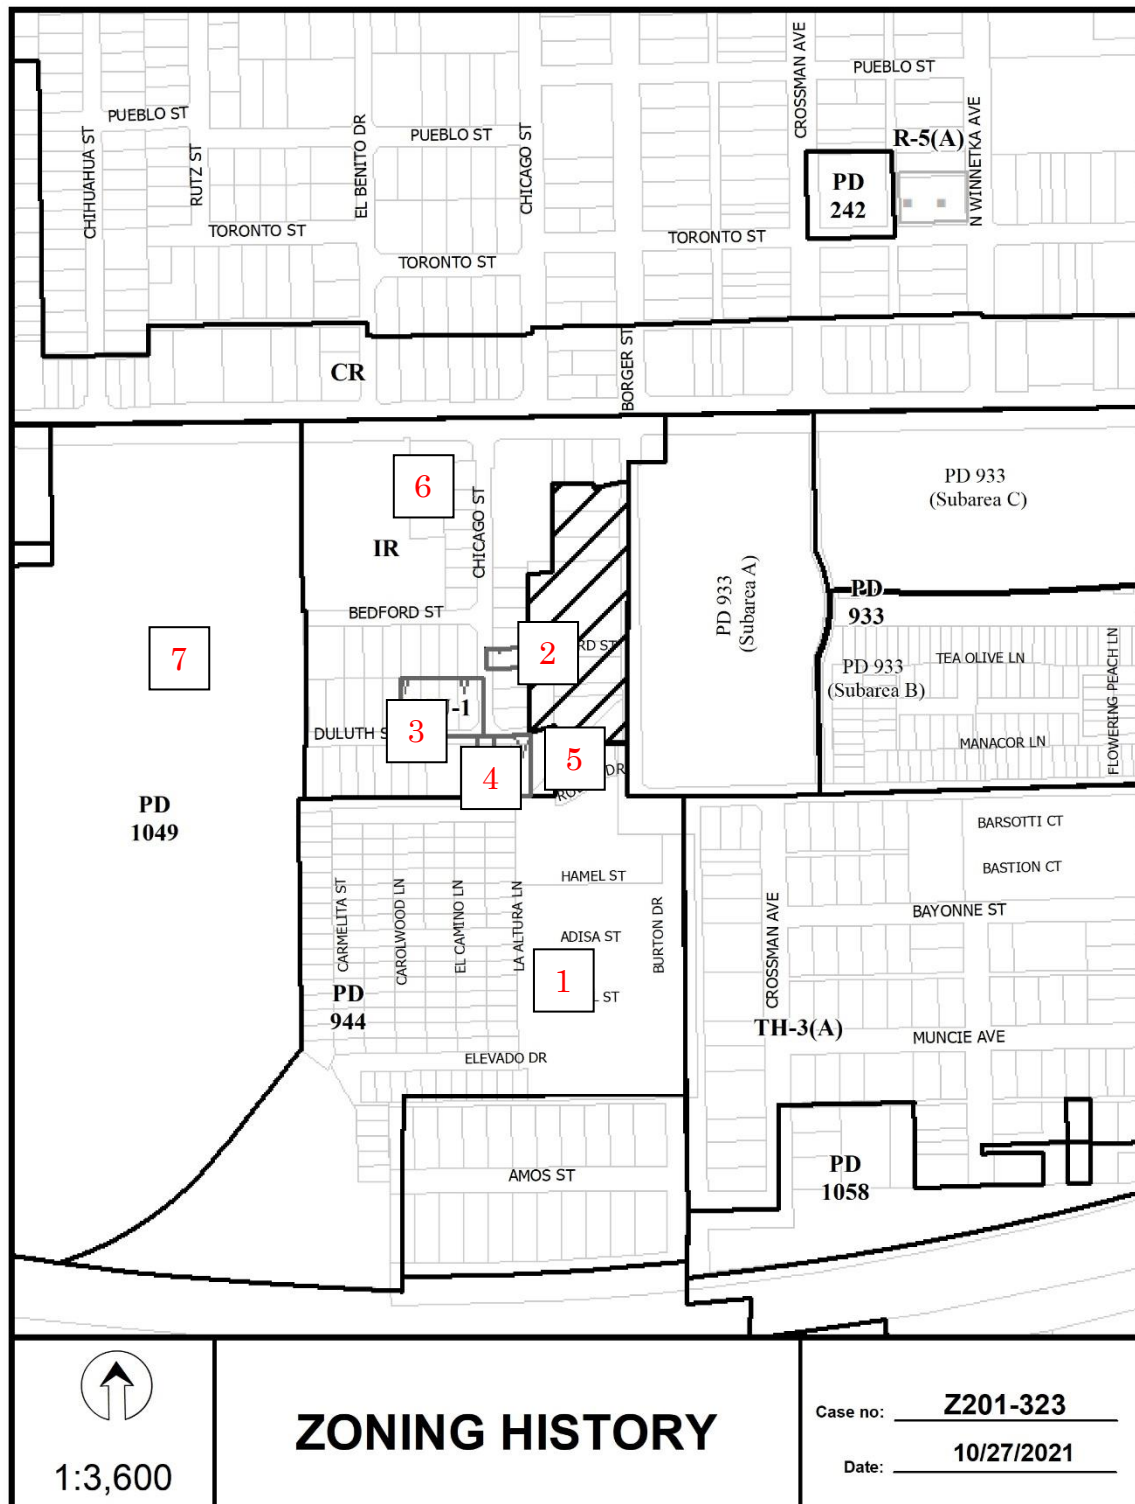 CROSSMAN AVE
PUEBLO ST
PUEBLO ST
PUEBLO ST
CHIHUAHUA ST
RUTZ ST
EL BENITO DR
CHICAGO ST
R-5(A)
N WINNETKA AVE
PD
242
TORONTO ST
TORONTO ST
TORONTO ST
CR
BORGER ST
6
CHICAGO ST
IR
PD 933
(Subarea C)
PD 933
(Subarea A)
PD
933
BEDFORD ST
7
2
RD ST
TEA OLIVE LN
PD 933
(Subarea B)
FLOWERING PEACH LN
-1
3
DULUTH S
4
5
DR
MANACOR LN
PD
1049
BARSOTTI CT
HAMEL ST
BASTION CT
CARMELITA ST
CAROLWOOD LN
EL CAMINO LN
LA ALTURA LN
BURTON DR
CROSSMAN AVE
BAYONNE ST
ADISA ST
1
ST
PD
944
TH-3(A)
MUNCIE AVE
ELEVADO DR
AMOS ST
PD
1058
1:3,600
ZONING HISTORY
Case no: Z201-323
Date: 10/27/2021